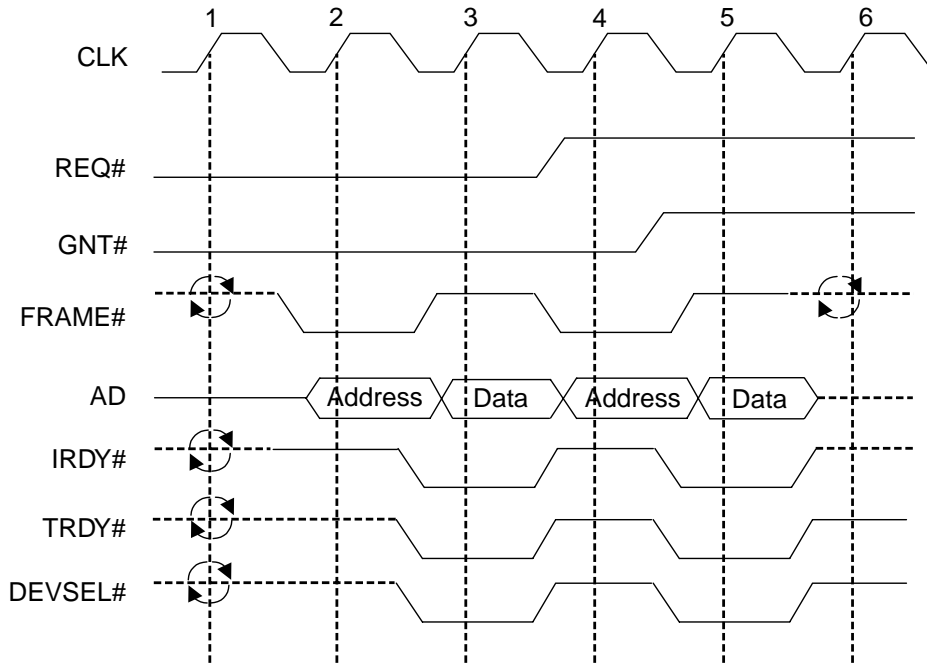 1 2 3 4 5 6
CLK
REQ#
GNT#
FRAME#
AD Address Data Address Data
IRDY#
TRDY#
DEVSEL#